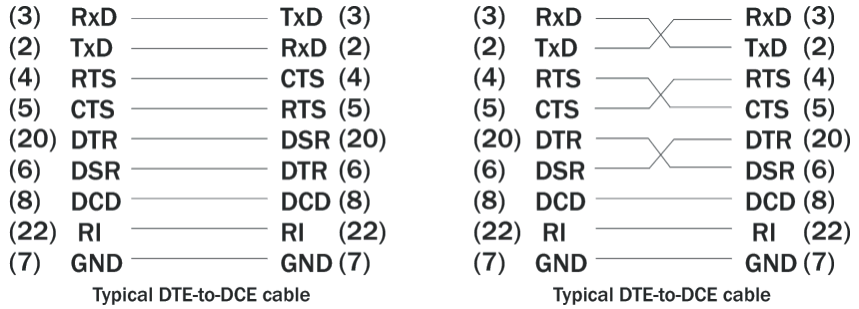 (3) RxD TxD (3) (3) RxD RxD (3)
(2) TxD RxD (2) (2) TxD TxD (2)
(4) RTS CTS (4) (4) RTS RTS (4)
(5) CTS RTS (5) (5) CTS CTS (5)
(20) DTR DSR (20) (20) DTR DTR (20)
(6) DSR DTR (6) (6) DSR DSR (6)
(8) DCD DCD (8) (8) DCD DCD (8)
(22) RI RI (22) (22) RI RI (22)
(7) GND GND (7) (7) GND GND (7)
Typical DTE-to-DCE cable Typical DTE-to-DCE cable